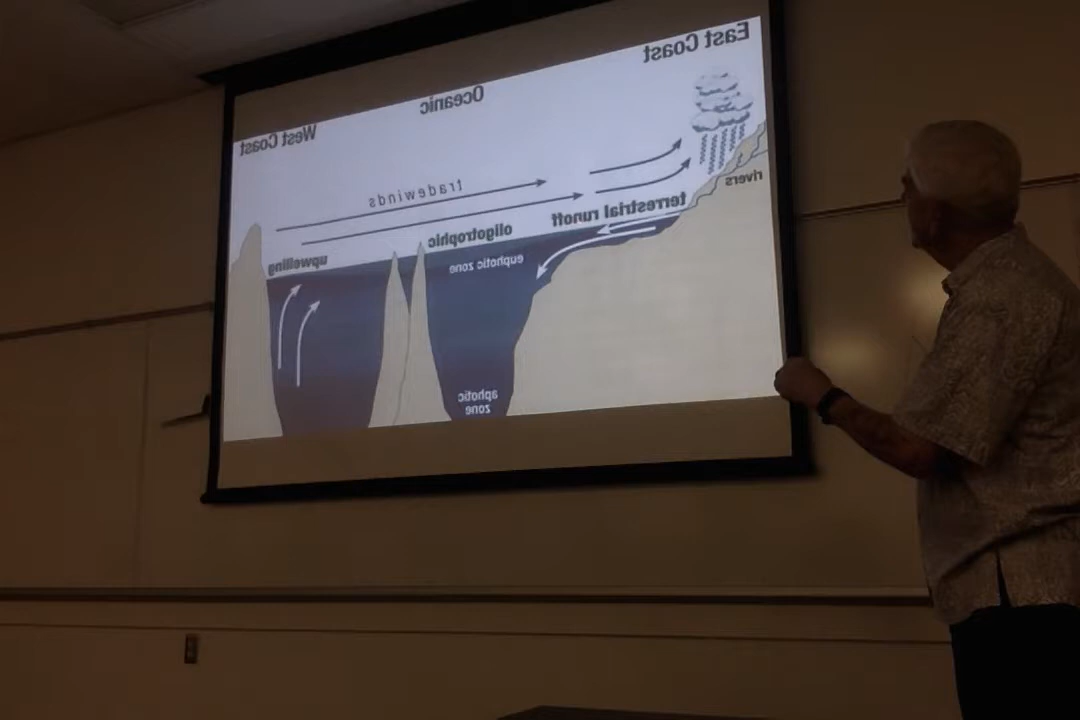 East Coast
Oceanic
West Coast
tradewinds
rivers
terrestrial runoff
oligotrophic
upwelling
euphotic zone
aphotic
zone